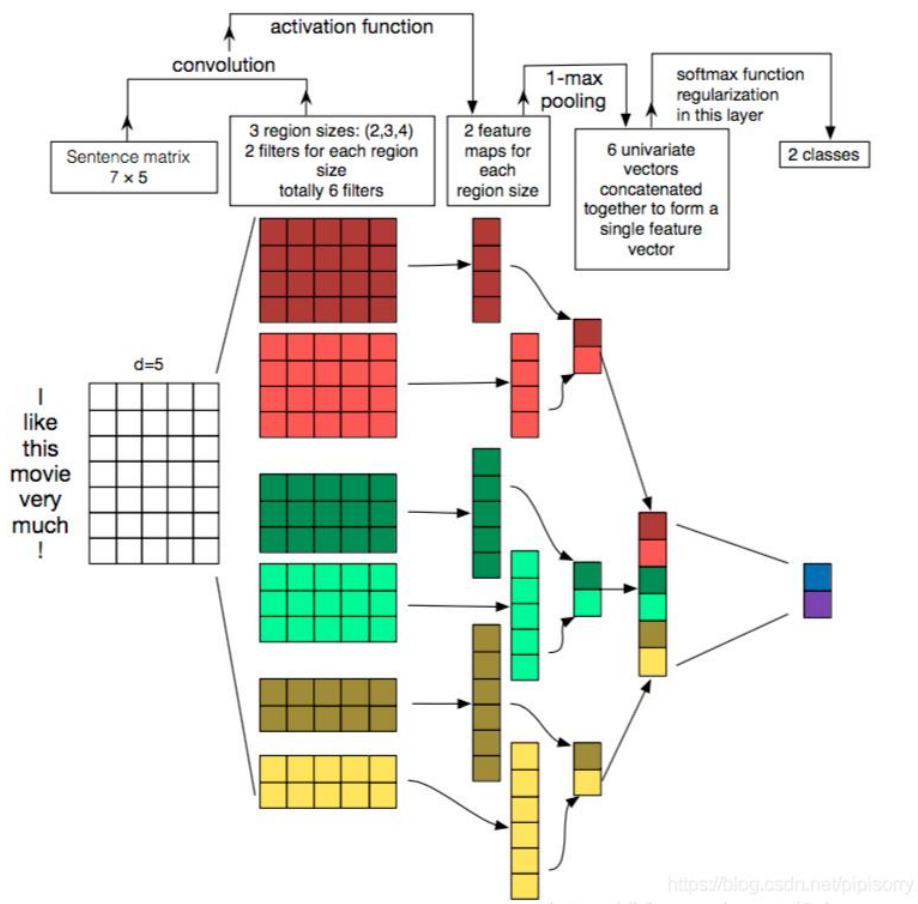 activation function
convolution
1-max
pooling
softmax function
regularization
in this layer
Sentence matrix
7 × 5
3 region sizes: (2,3,4)
2 filters for each region
size
totally 6 filters
2 feature
maps for
each
region size
6 univariate
vectors
concatenated
together to form a
single feature
vector
2 classes
d=5
I
like
this
movie
very
much
!
https://blog.csdn.net/pipisorry